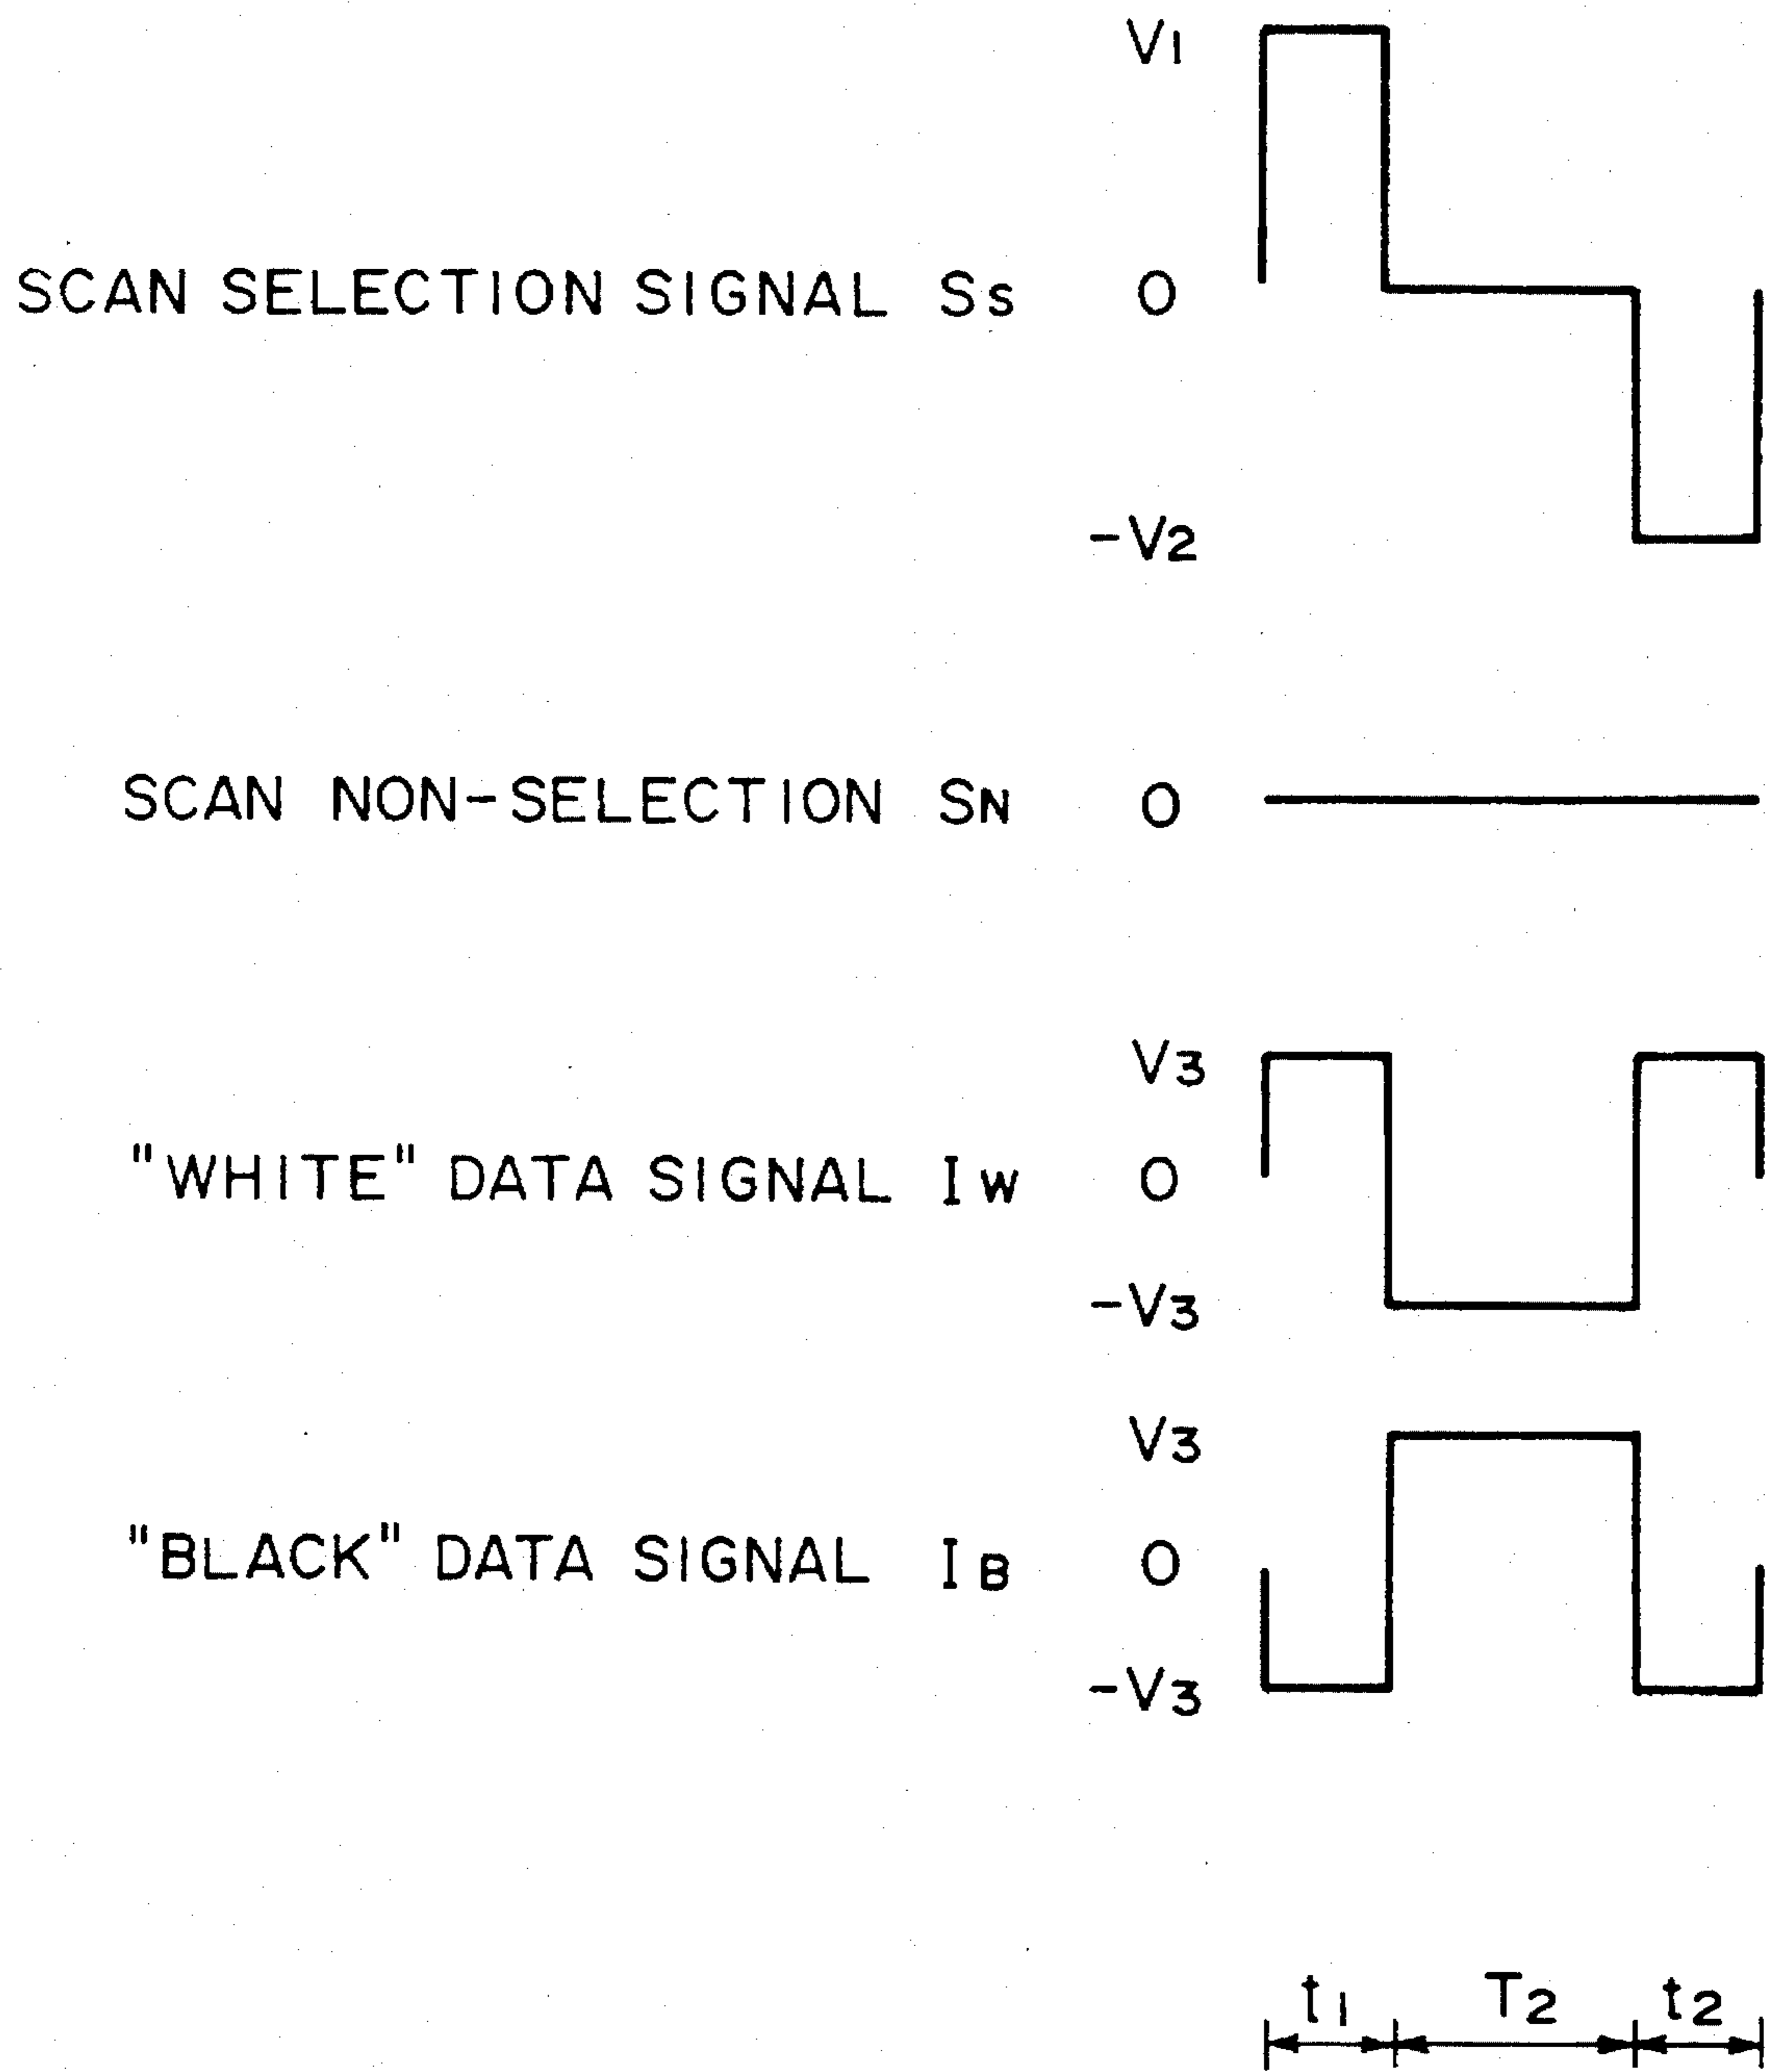 V1
SCAN SELECTION SIGNAL Ss 0
-V2
SCAN NON-SELECTION SN 0
V3
"WHITE" DATA SIGNAL IW 0
-V3
V3
"BLACK" DATA SIGNAL IB 0
-V3
t1 T2 t2